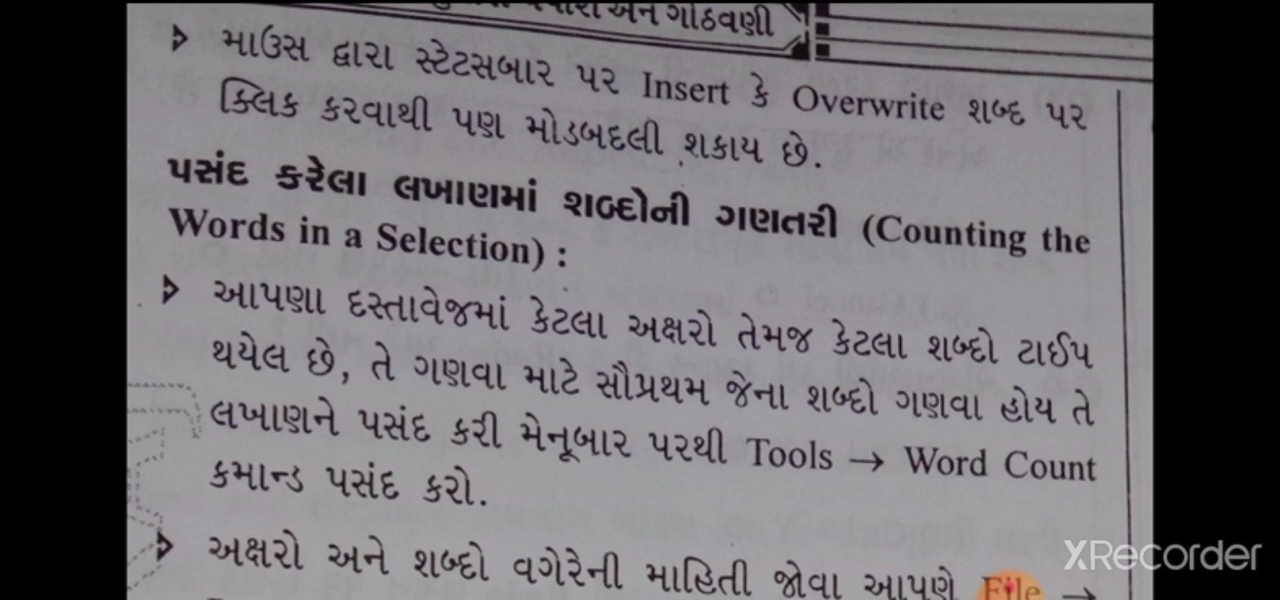 અને ગોઠવણી
માઉસ દ્વારા સ્ટેટસબાર પર Insert કે Overwrite શબ્દ પર
ક્લિક કરવાથી પણ મોડબદલી શકાય છે.
પસંદ કરેલા લખાણમાં શબ્દોની ગણતરી (Counting the
Words in a Selection) :
આપણા દસ્તાવેજમાં કેટલા અક્ષરો તેમજ કેટલા શબ્દો ટાઈપ
થયેલ છે, તે ગણવા માટે સૌપ્રથમ જેના શબ્દો ગણવા હોય તે
લખાણને પસંદ કરી મેનૂબાર પરથી Tools → Word Count
કમાન્ડ પસંદ કરો.
અક્ષરો અને શબ્દો વગેરેની માહિતી જોવા આપણે File →
XRecorder